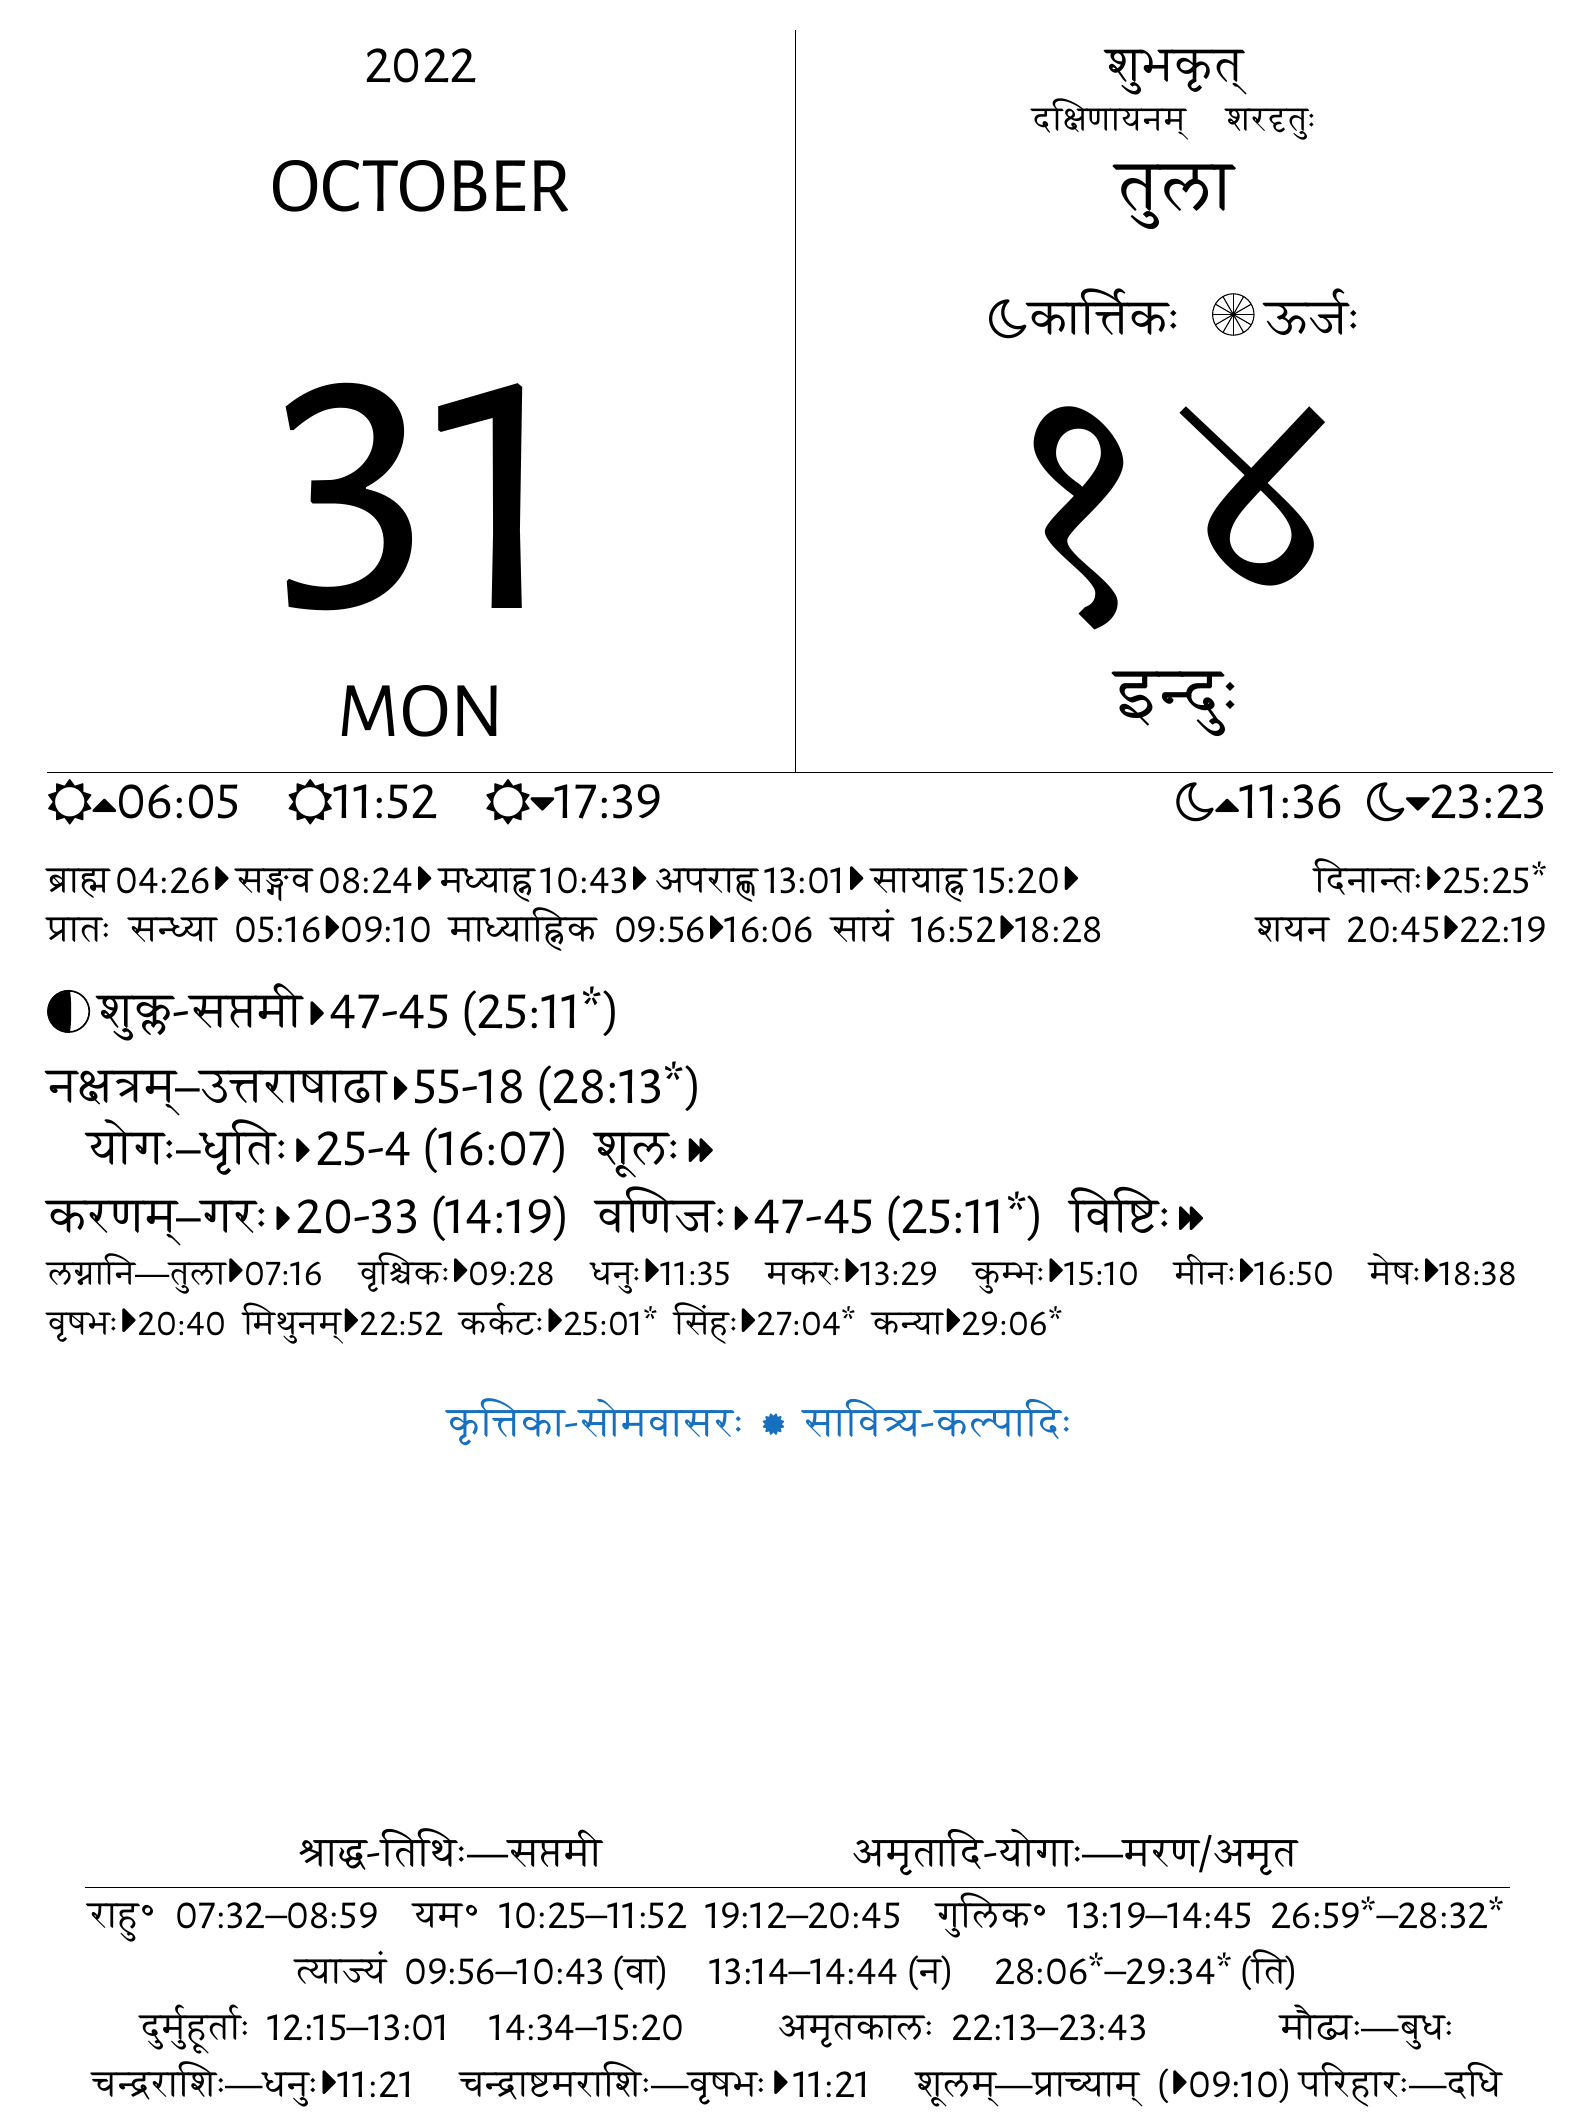 2022
OCTOBER
31
MON
शुभकृत्
दक्षिणायनम् शरदृतुः
तुला
कार्त्तिकः ऊर्जः
१४
इन्दुः
06:05 11:52 17:39 11:36 23:23
ब्राह्म 04:26 सङ्गव 08:24 मध्याह्न 10:43 अपराह्ण 13:01 सायाह्न 15:20 दिनान्तः 25:25*
प्रातः सन्ध्या 05:16 09:10 माध्याह्निक 09:56 16:06 सायं 16:52 18:28 शयन 20:45 22:19
शुक्ल-सप्तमी 47-45 (25:11*)
नक्षत्रम्–उत्तराषाढा 55-18 (28:13*)
योगः–धृतिः 25-4 (16:07) शूलः
करणम्–गरः 20-33 (14:19) वणिजः 47-45 (25:11*) विष्टिः
लग्नानि—तुला 07:16 वृश्चिकः 09:28 धनुः 11:35 मकरः 13:29 कुम्भः 15:10 मीनः 16:50 मेषः 18:38
वृषभः 20:40 मिथुनम् 22:52 कर्कटः 25:01* सिंहः 27:04* कन्या 29:06*
कृत्तिका-सोमवासरः सावित्र्य-कल्पादिः
श्राद्ध-तिथिः—सप्तमी अमृतादि-योगाः—मरण/अमृत
राहु॰ 07:32–08:59 यम॰ 10:25–11:52 19:12–20:45 गुलिक॰ 13:19–14:45 26:59*–28:32*
त्याज्यं 09:56–10:43 (वा) 13:14–14:44 (न) 28:06*–29:34* (ति)
दुर्मुहूर्ताः 12:15–13:01 14:34–15:20 अमृतकालः 22:13–23:43 मौढ्यः—बुधः
चन्द्रराशिः—धनुः 11:21 चन्द्राष्टमराशिः—वृषभः 11:21 शूलम्—प्राच्याम् (09:10) परिहारः—दधि